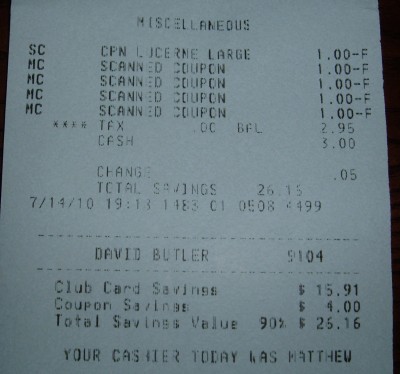 MISCELLANEOUS
SC CPN LUCERNE LARGE 1.00-F
MC SCANNED COUPON 1.00-F
MC SCANNED COUPON 1.00-F
MC SCANNED COUPON 1.00-F
MC SCANNED COUPON 1.00-F
**** TAX .00 BAL 2.95
CASH 3.00
CHANGE .05
TOTAL SAVINGS 26.16
7/14/10 19:13 1483 01 0508 4499
DAVID BUTLER 9104
Club Card Savings $ 15.91
Coupon Savings $ 4.00
Total Savings Value 90% $ 26.16
YOUR CASHIER TODAY WAS MATTHEW